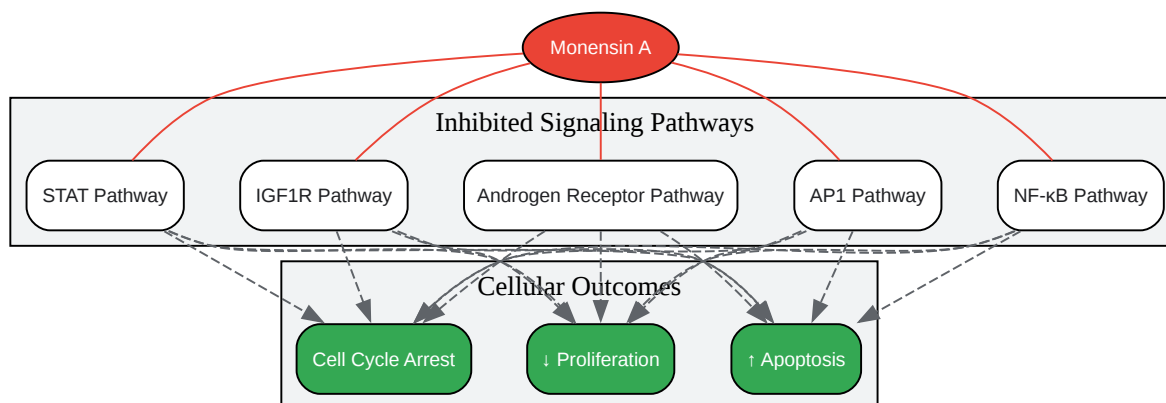 Monensin A
Inhibited Signaling Pathways
STAT Pathway
IGF1R Pathway
Androgen Receptor Pathway
AP1 Pathway
NF-κB Pathway
Cellular Outcomes
Cell Cycle Arrest
↓ Proliferation
↑ Apoptosis